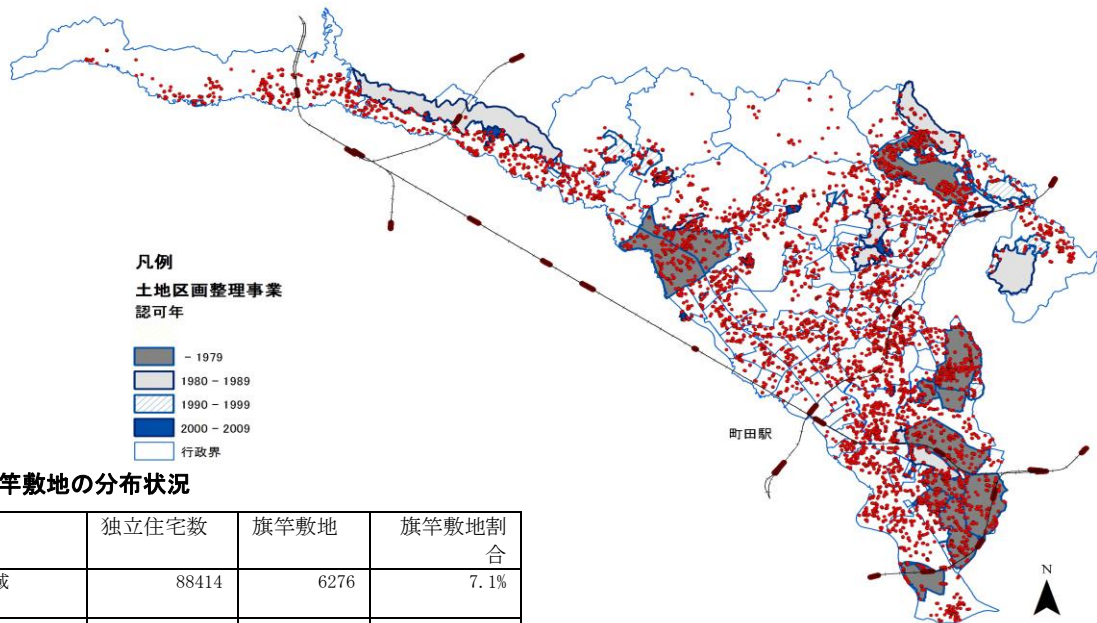 凡例
土地区画整理事業
認可年
- 1979
1980 - 1989
1990 - 1999
2000 - 2009
行政界
町田駅
N
竿敷地の分布状況
独立住宅数 旗竿敷地 旗竿敷地割
合
域 88414 6276 7.1%